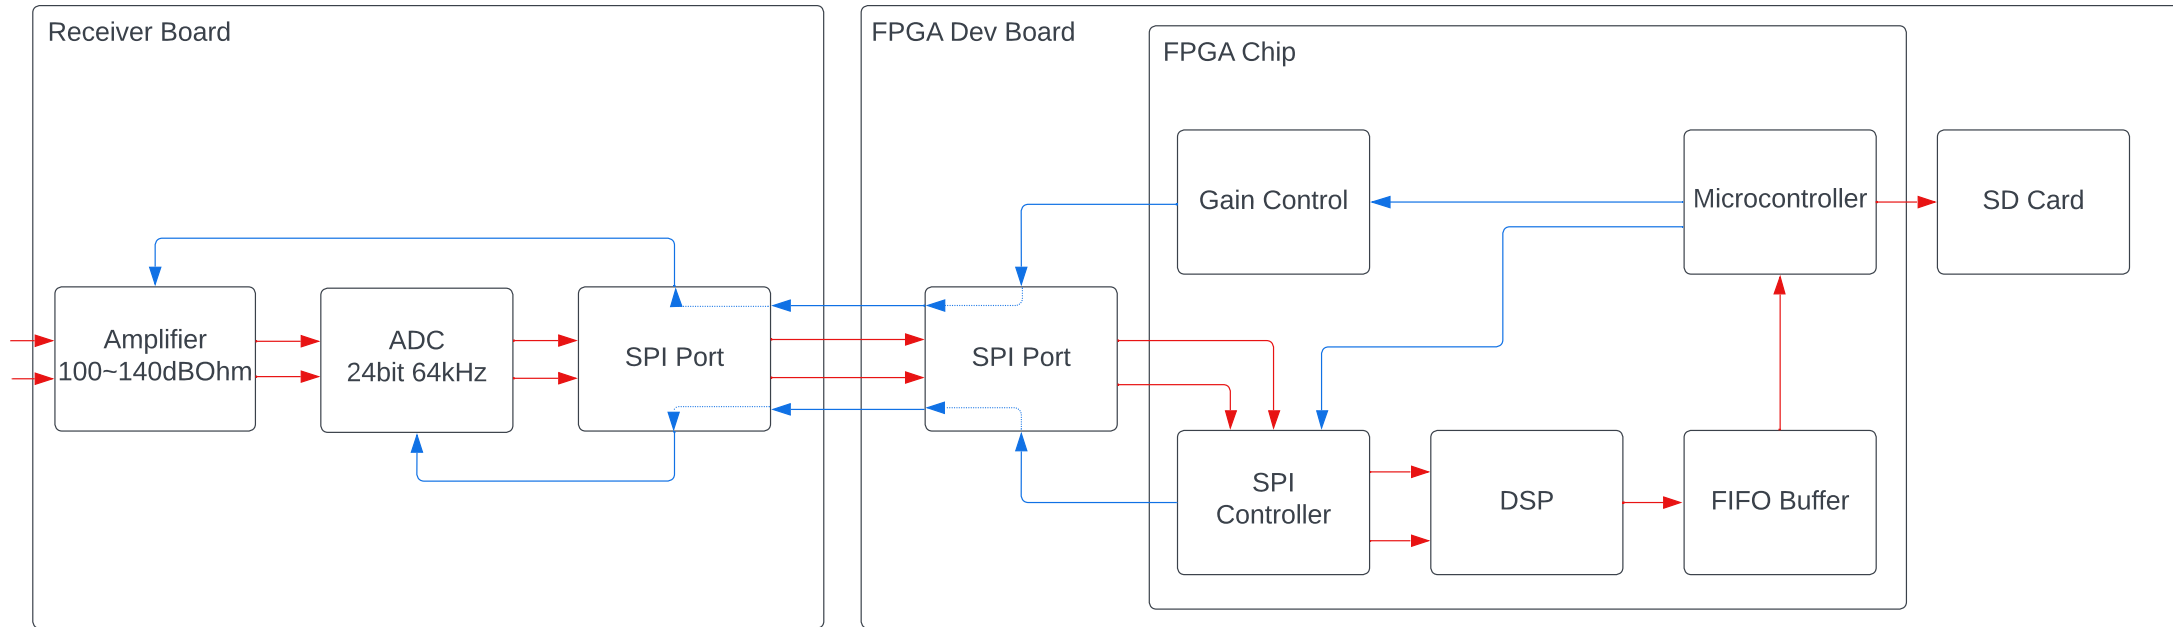 Receiver Board
FPGA Dev Board
FPGA Chip
Gain Control
Microcontroller
SD Card
Amplifier
100~140dBOhm
ADC
24bit 64kHz
SPI Port
SPI Port
SPI
Controller
DSP
FIFO Buffer